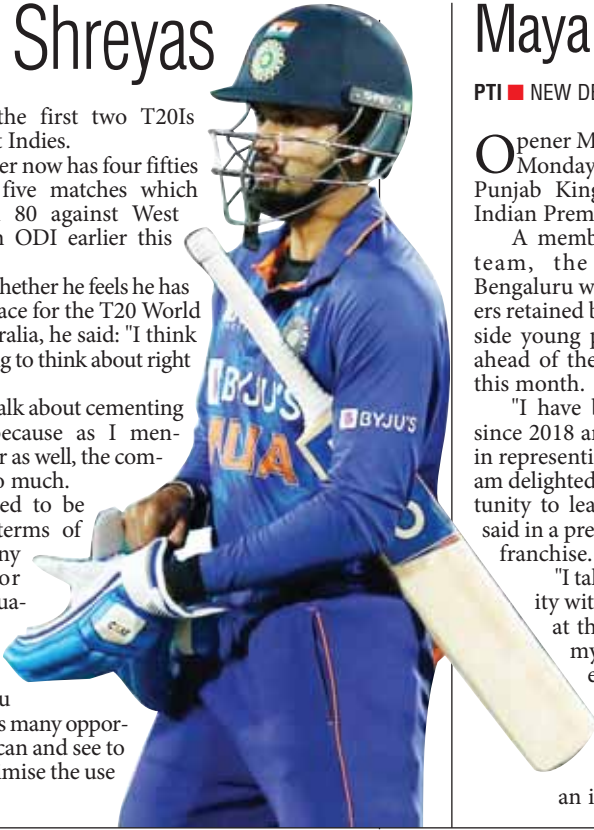 Shreyas
the first two T20Is
t Indies.
er now has four fifties
five matches which
80 against West
n ODI earlier this
hether he feels he has
ace for the T20 World
ralia, he said: "I think
g to think about right
alk about cementing
ecause as I men-
r as well, the com-
o much.
ed to be
terms of
ny
or
ua-
u
s many oppor-
can and see to
mise the use
BYJU'S
BYJU'S
CEAT
Maya
PTI ■ NEW DE
Opener M
Monday
Punjab King
Indian Prem
A memb
team, the
Bengaluru w
ers retained b
side young p
ahead of the
this month.
"I have b
since 2018 an
in representi
am delighted
tunity to lea
said in a pre
franchise.
"I tal
ity wit
at th
my
e
an i